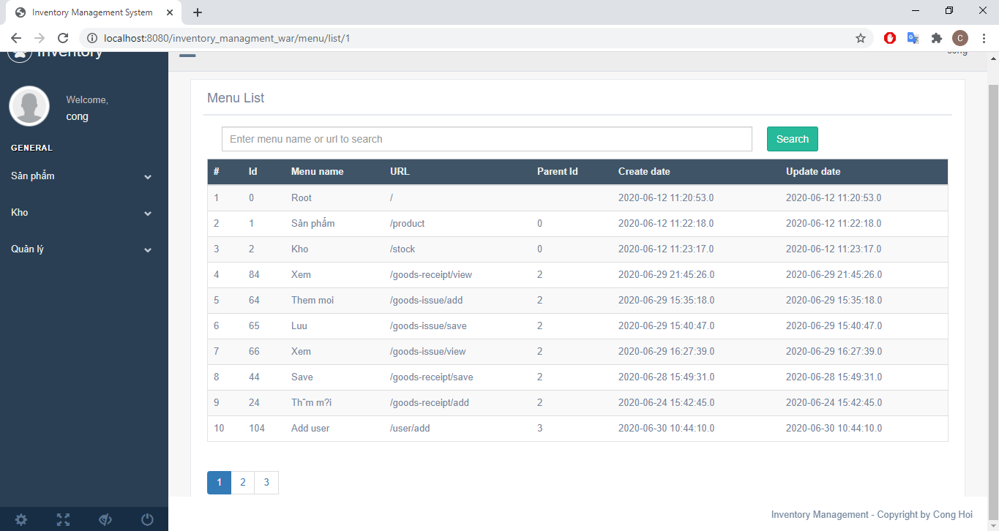 Inventory Management System
localhost:8080/inventory_managment_war/menu/list/1
C
Inventory
cong
Welcome,
cong
GENERAL
Sản phẩm
Kho
Quản lý
Menu List
Enter menu name or url to search
Search
# Id Menu name URL Parent Id Create date Update date
1 0 Root / 2020-06-12 11:20:53.0 2020-06-12 11:20:53.0
2 1 Sản phẩm /product 0 2020-06-12 11:22:18.0 2020-06-12 11:22:18.0
3 2 Kho /stock 0 2020-06-12 11:23:17.0 2020-06-12 11:23:17.0
4 84 Xem /goods-receipt/view 2 2020-06-29 21:45:26.0 2020-06-29 21:45:26.0
5 64 Them moi /goods-issue/add 2 2020-06-29 15:35:18.0 2020-06-29 15:35:18.0
6 65 Luu /goods-issue/save 2 2020-06-29 15:40:47.0 2020-06-29 15:40:47.0
7 66 Xem /goods-issue/view 2 2020-06-29 16:27:39.0 2020-06-29 16:27:39.0
8 44 Save /goods-receipt/save 2 2020-06-28 15:49:31.0 2020-06-28 15:49:31.0
9 24 Thˆm m?i /goods-receipt/add 2 2020-06-24 15:42:45.0 2020-06-24 15:42:45.0
10 104 Add user /user/add 3 2020-06-30 10:44:10.0 2020-06-30 10:44:10.0
1 2 3
Inventory Management - Copyright by Cong Hoi